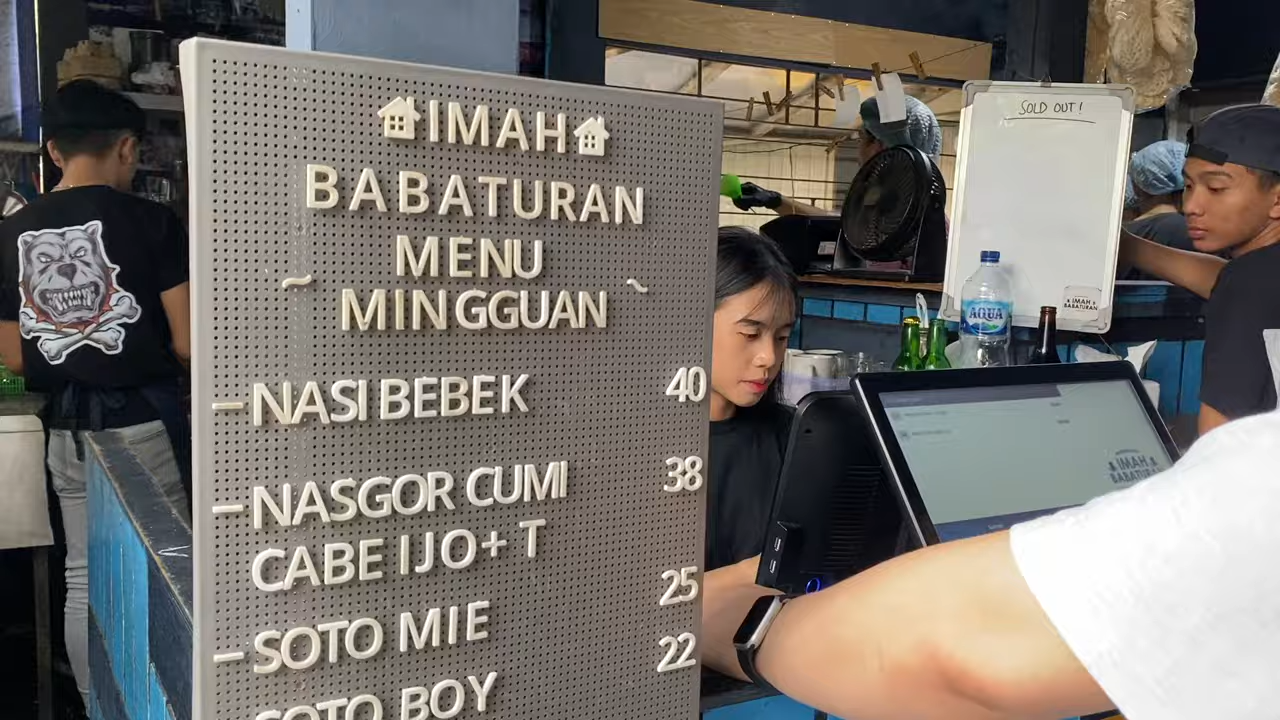 IMAH
BABATURAN
MENU
~ MINGGUAN ~
- NASI BEBEK 40
- NASGOR CUMI 38
CABE IJO + T
- SOTO MIE 25
SOTO BOY 22
SOLD OUT!
IMAH
BABATURAN
AQUA
IMAH
BABATURAN